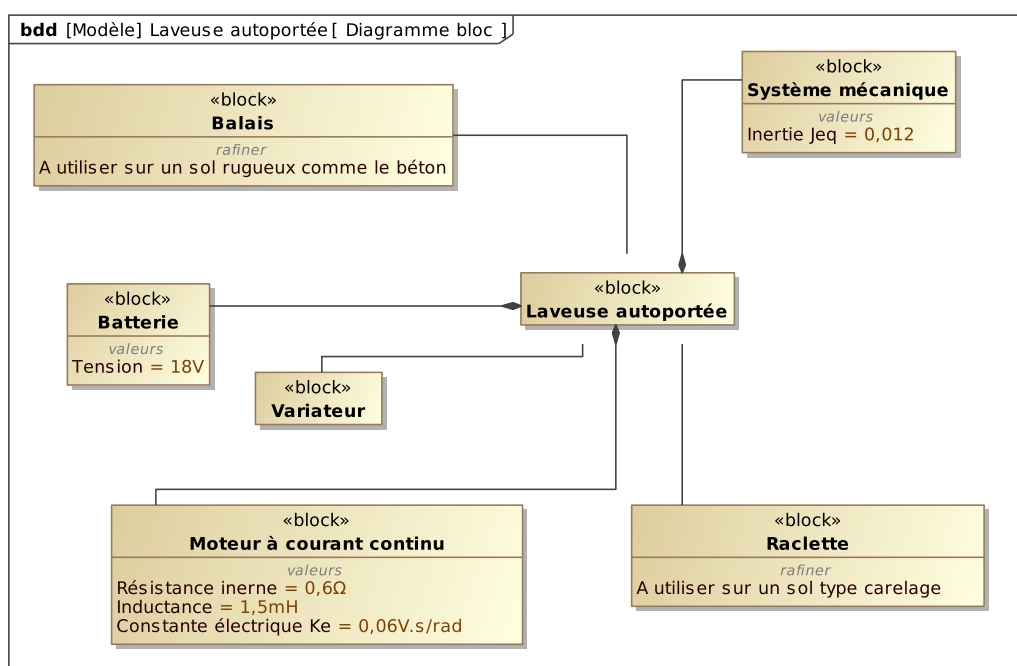 bdd [Modèle] Laveuse autoportée [ Diagramme bloc ]
«block»
Système mécanique
valeurs
Inertie Jeq = 0,012
«block»
Balais
rafiner
A utiliser sur un sol rugueux comme le béton
«block»
Laveuse autoportée
«block»
Batterie
valeurs
Tension = 18V
«block»
Variateur
«block»
Moteur à courant continu
valeurs
Résistance inerne = 0,6Ω
Inductance = 1,5mH
Constante électrique Ke = 0,06V.s/rad
«block»
Raclette
rafiner
A utiliser sur un sol type carelage